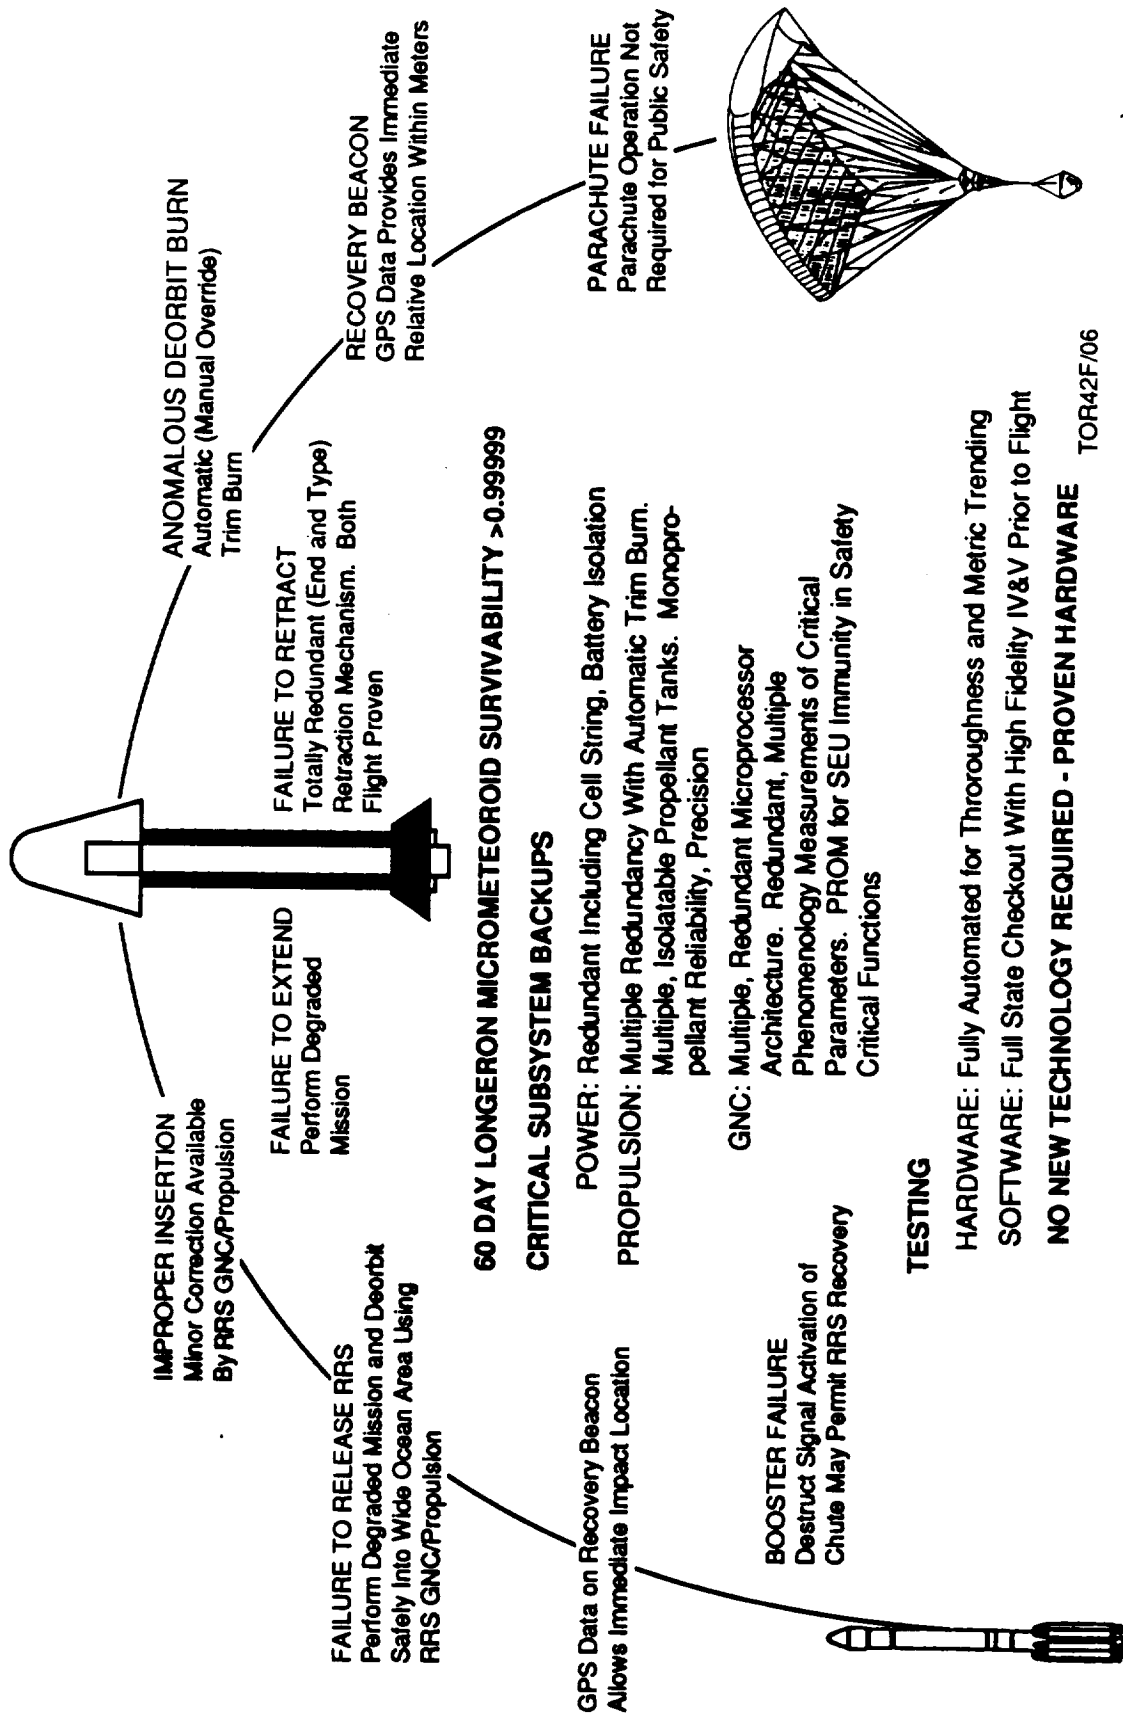 IMPROPER INSERTION
Minor Correction Available
By RRS GNC/Propulsion
FAILURE TO RELEASE RRS
Perform Degraded Mission and Deorbit
Safely Into Wide Ocean Area Using
RRS GNC/Propulsion
GPS Data on Recovery Beacon
Allows Immediate Impact Location
BOOSTER FAILURE
Destruct Signal Activation of
Chute May Permit RRS Recovery
FAILURE TO EXTEND
Perform Degraded
Mission
FAILURE TO RETRACT
Totally Redundant (End and Type)
Retraction Mechanism. Both
Flight Proven
ANOMALOUS DEORBIT BURN
Automatic (Manual Override)
Trim Burn
RECOVERY BEACON
GPS Data Provides Immediate
Relative Location Within Meters
PARACHUTE FAILURE
Parachute Operation Not
Required for Public Safety
60 DAY LONGERON MICROMETEOROID SURVIVABILITY >0.99999
CRITICAL SUBSYSTEM BACKUPS
POWER: Redundant Including Cell String, Battery Isolation
PROPULSION: Multiple Redundancy With Automatic Trim Burn.
Multiple, Isolatable Propellant Tanks. Monopro-
pellant Reliability, Precision
GNC: Multiple, Redundant Microprocessor
Architecture. Redundant, Multiple
Phenomenology Measurements of Critical
Parameters. PROM for SEU Immunity in Safety
Critical Functions
TESTING
HARDWARE: Fully Automated for Throroughness and Metric Trending
SOFTWARE: Full State Checkout With High Fidelity IV&V Prior to Flight
NO NEW TECHNOLOGY REQUIRED - PROVEN HARDWARE
TOR42F/06